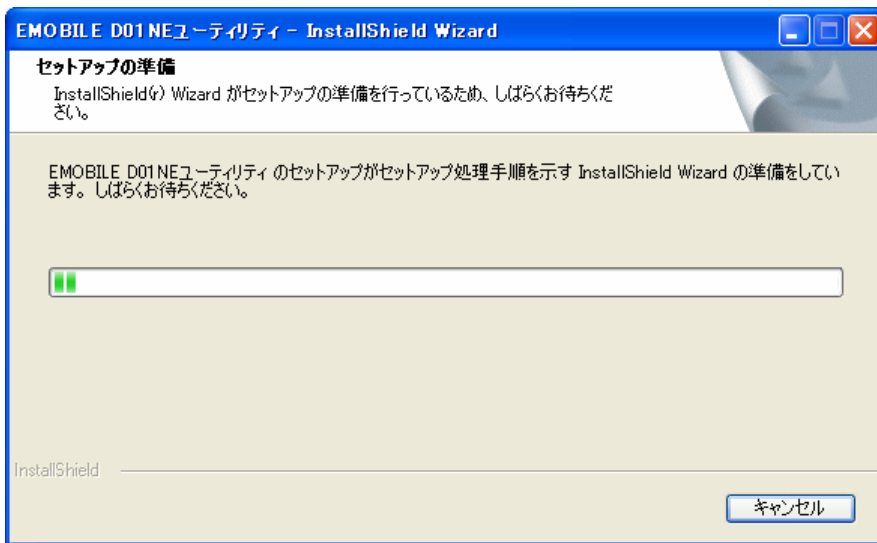 EMOBILE D01NEユーティリティ - InstallShield Wizard
セットアップの準備
InstallShield(r) Wizard がセットアップの準備を行っているため、しばらくお待ちくだ
さい。
EMOBILE D01NEユーティリティ のセットアップがセットアップ処理手順を示す InstallShield Wizard の準備をしてい
ます。しばらくお待ちください。
InstallShield
キャンセル